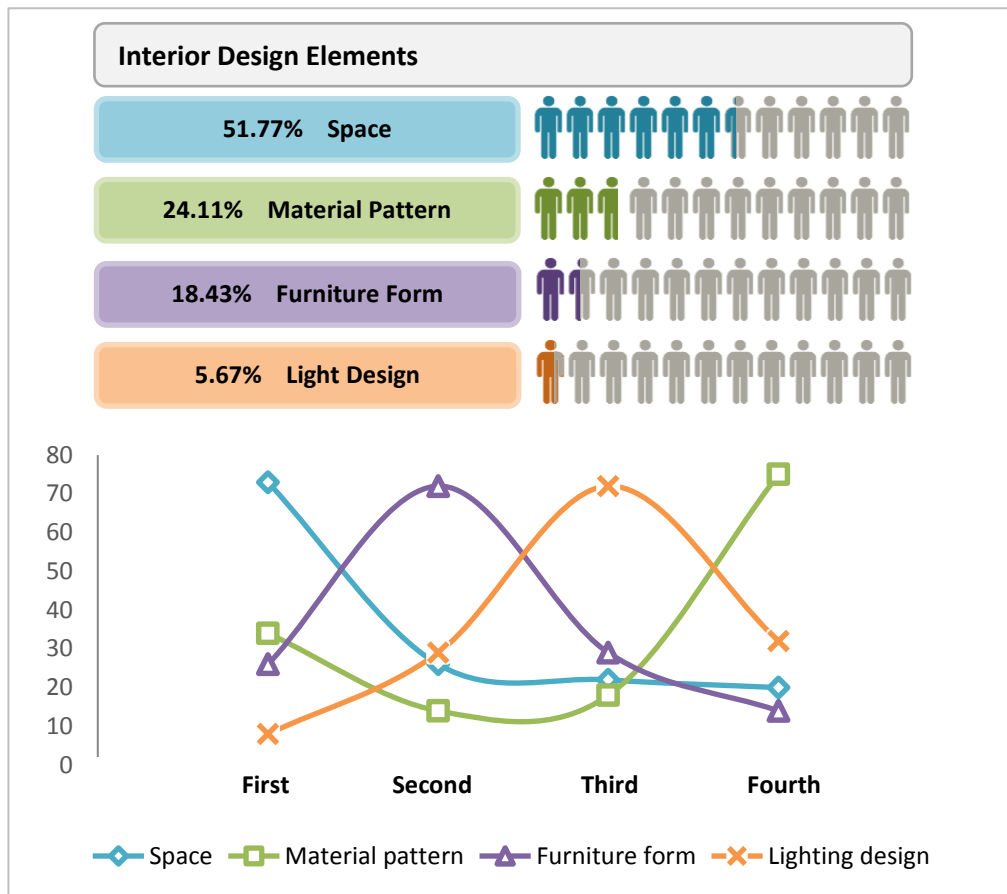 Interior Design Elements
51.77% Space
24.11% Material Pattern
18.43% Furniture Form
5.67% Light Design
80
70
60
50
40
30
20
10
0
First Second Third Fourth
Space Material pattern Furniture form Lighting design